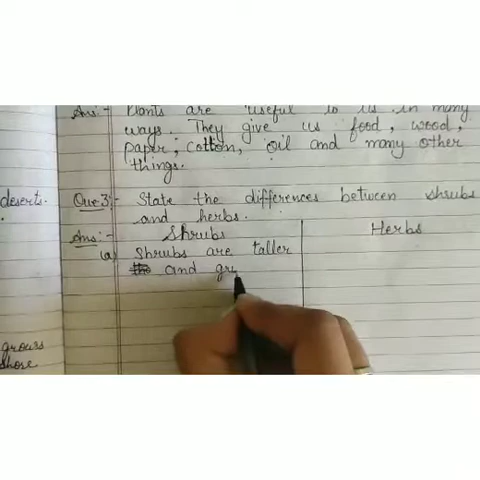 Ans:- Plants are useful to us in many
ways. They give us food, wood,
paper, cotton, oil and many other
things.
deserts.
Que 3:- State the differences between shrubs
and herbs.
Ans:- Shrubs
Herbs
(a) Shrubs are taller
and gr
grows
shore